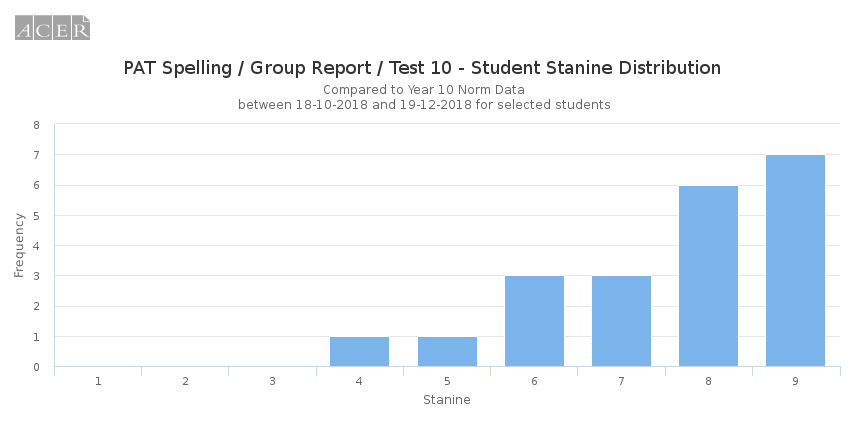 ACER
PAT Spelling / Group Report / Test 10 - Student Stanine Distribution
Compared to Year 10 Norm Data
between 18-10-2018 and 19-12-2018 for selected students
8
7
6
5
4
3
2
1
0
Frequency
1 2 3 4 5 6 7 8 9
Stanine